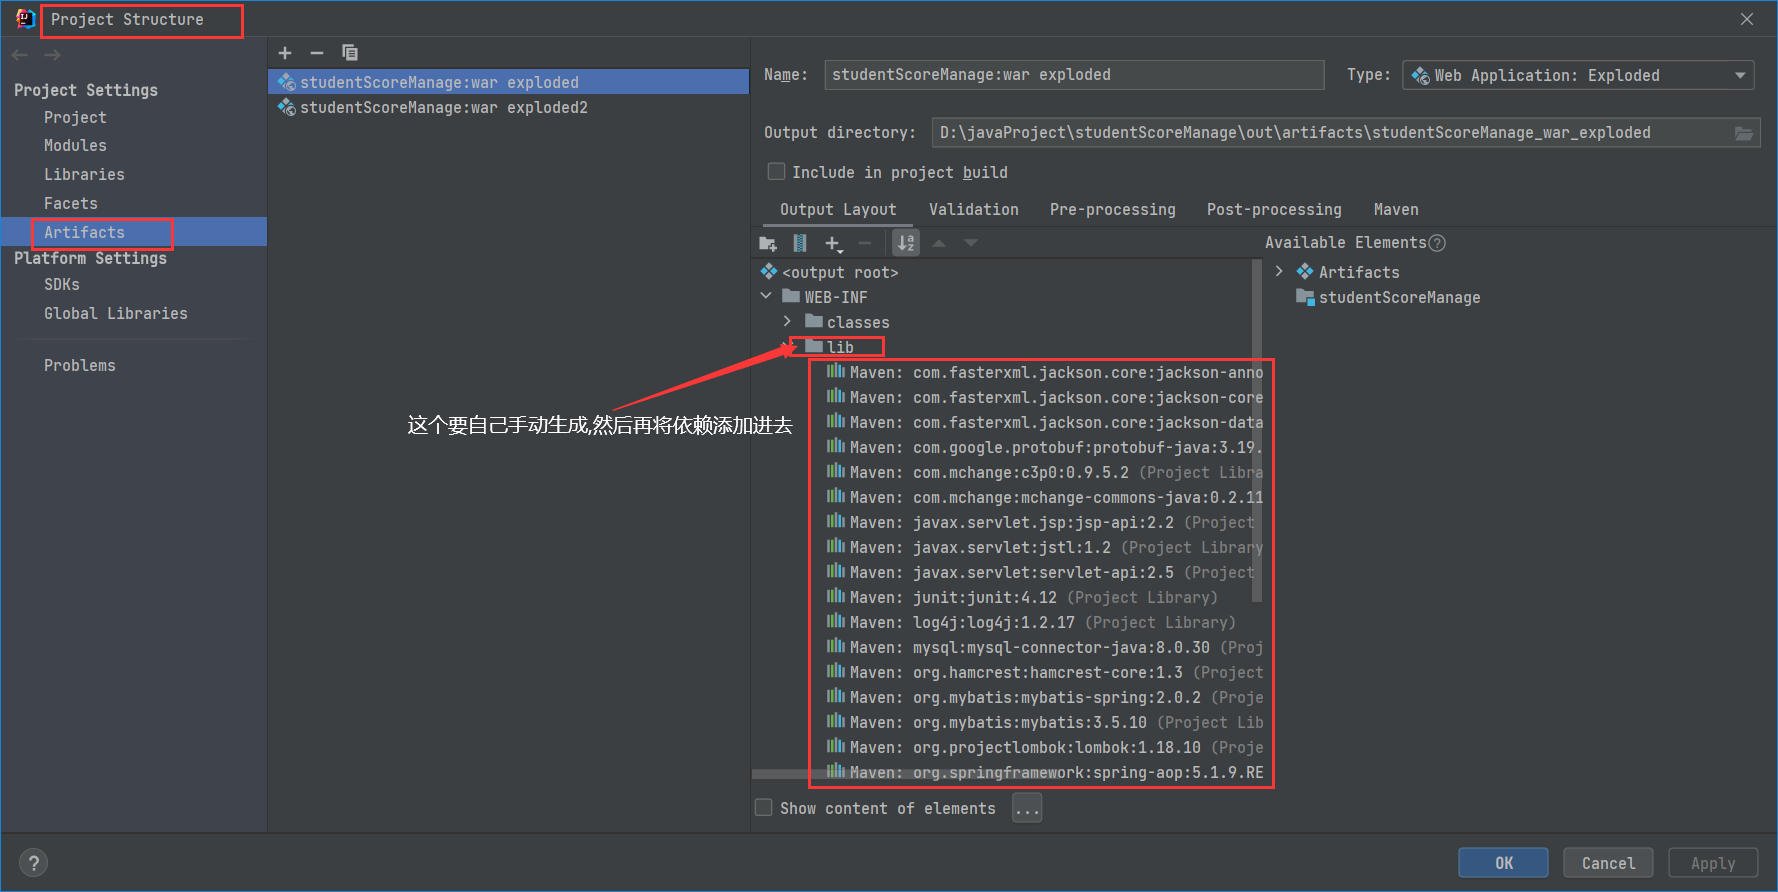 Project Structure
Project Settings
Project
Modules
Libraries
Facets
Artifacts
Platform Settings
SDKs
Global Libraries
Problems
studentScoreManage:war exploded
studentScoreManage:war exploded2
Name: studentScoreManage:war exploded Type: Web Application: Exploded
Output directory: D:\javaProject\studentScoreManage\out\artifacts\studentScoreManage_war_exploded
Include in project build
Output Layout Validation Pre-processing Post-processing Maven
<output root>
WEB-INF
classes
lib
Maven: com.fasterxml.jackson.core:jackson-anno
Maven: com.fasterxml.jackson.core:jackson-core
Maven: com.fasterxml.jackson.core:jackson-data
Maven: com.google.protobuf:protobuf-java:3.19.
Maven: com.mchange:c3p0:0.9.5.2 (Project Libra
Maven: com.mchange:mchange-commons-java:0.2.11
Maven: javax.servlet.jsp:jsp-api:2.2 (Project
Maven: javax.servlet:jstl:1.2 (Project Library
Maven: javax.servlet:servlet-api:2.5 (Project
Maven: junit:junit:4.12 (Project Library)
Maven: log4j:log4j:1.2.17 (Project Library)
Maven: mysql:mysql-connector-java:8.0.30 (Proj
Maven: org.hamcrest:hamcrest-core:1.3 (Project
Maven: org.mybatis:mybatis-spring:2.0.2 (Proje
Maven: org.mybatis:mybatis:3.5.10 (Project Lib
Maven: org.projectlombok:lombok:1.18.10 (Proje
Maven: org.springframework:spring-aop:5.1.9.RE
这个要自己手动生成,然后再将依赖添加进去
Available Elements
Artifacts
studentScoreManage
Show content of elements ...
? OK Cancel Apply